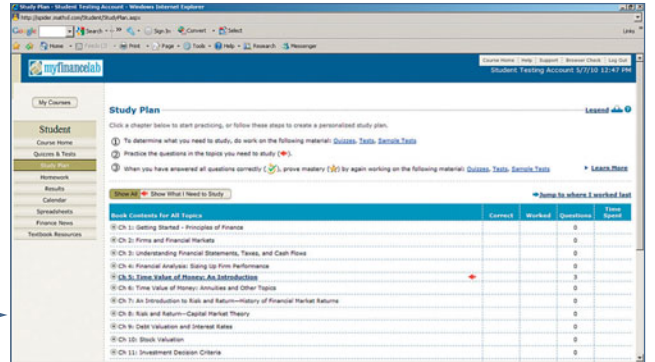 Study Plan - Student Testing Account - Windows Internet Explorer
http://spider.mathxl.com/Student/StudyPlan.aspx
Google Search Sign In Convert Select Links
Home Print Page Tools Help Research Messenger
myfinancelab
Course Home | Help | Support | Browser Check | Log Out
Student Testing Account 5/7/10 12:47 PM
My Courses
Student
Course Home
Quizzes & Tests
Study Plan
Homework
Results
Calendar
Spreadsheets
Finance News
Textbook Resources
Study Plan
Legend
Click a chapter below to start practicing, or follow these steps to create a personalized study plan.
1 To determine what you need to study, do work on the following material: Quizzes, Tests, Sample Tests
2 Practice the questions in the topics you need to study ( ).
3 When you have answered all questions correctly ( ), prove mastery ( ) by again working on the following material: Quizzes, Tests, Sample Tests
Learn More
Show All Show What I Need to Study
Jump to where I worked last
Book Contents for All Topics Correct Worked Questions Time Spent
Ch 1: Getting Started - Principles of Finance 0
Ch 2: Firms and Financial Markets 0
Ch 3: Understanding Financial Statements, Taxes, and Cash Flows 0
Ch 4: Financial Analysis: Sizing Up Firm Performance 0
Ch 5: Time Value of Money: An Introduction 3
Ch 6: Time Value of Money: Annuities and Other Topics 0
Ch 7: An Introduction to Risk and Return—History of Financial Market Returns 0
Ch 8: Risk and Return—Capital Market Theory 0
Ch 9: Debt Valuation and Interest Rates 0
Ch 10: Stock Valuation 0
Ch 11: Investment Decision Criteria 0